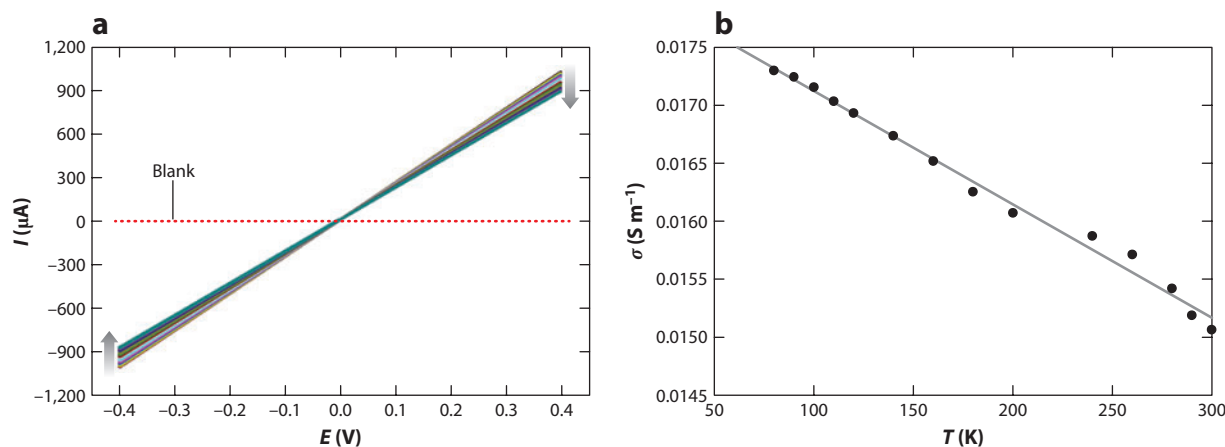 a
1,200
900
600
300
0
–300
–600
–900
–1,200
I (μA)
Blank
–0.4 –0.3 –0.2 –0.1 0.0 0.1 0.2 0.3 0.4
E (V)
b
0.0175
0.0170
0.0165
0.0160
0.0155
0.0150
0.0145
σ (S m⁻¹)
50 100 150 200 250 300
T (K)